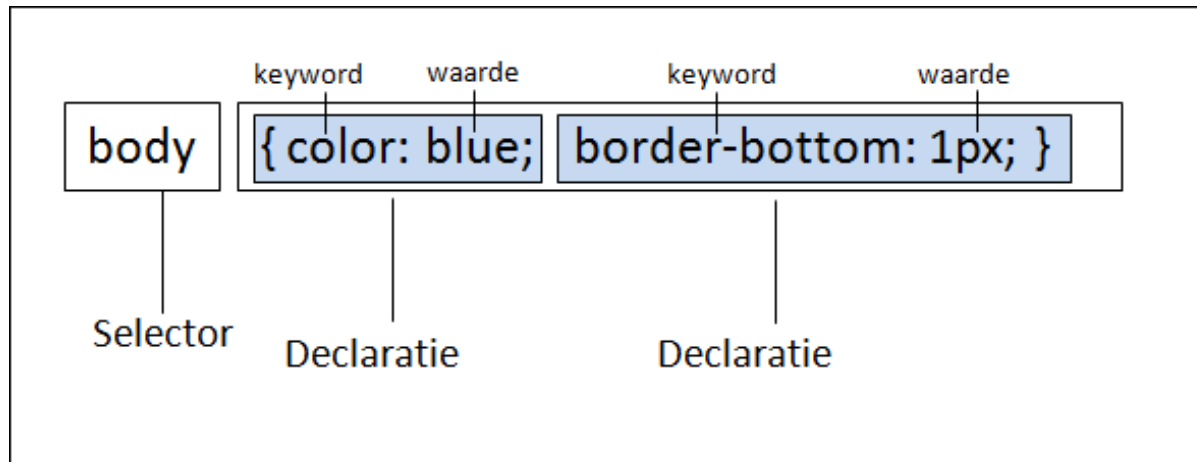 keyword waarde keyword waarde
body { color: blue; border-bottom: 1px; }
Selector
Declaratie Declaratie